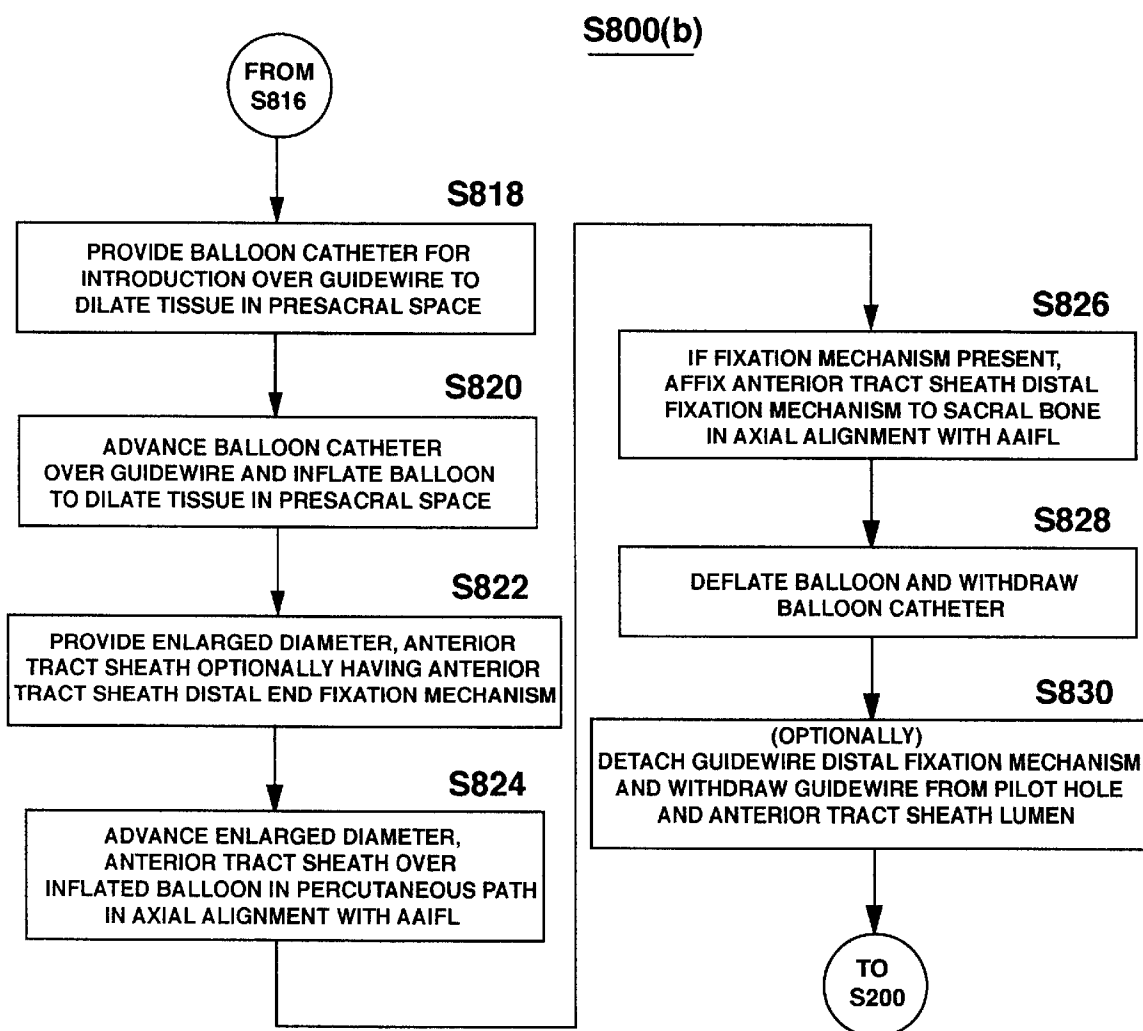 S800(b)
FROM
S816
S818
PROVIDE BALLOON CATHETER FOR
INTRODUCTION OVER GUIDEWIRE TO
DILATE TISSUE IN PRESACRAL SPACE
S820
ADVANCE BALLOON CATHETER
OVER GUIDEWIRE AND INFLATE BALLOON
TO DILATE TISSUE IN PRESACRAL SPACE
S822
PROVIDE ENLARGED DIAMETER, ANTERIOR
TRACT SHEATH OPTIONALLY HAVING ANTERIOR
TRACT SHEATH DISTAL END FIXATION MECHANISM
S824
ADVANCE ENLARGED DIAMETER,
ANTERIOR TRACT SHEATH OVER
INFLATED BALLOON IN PERCUTANEOUS PATH
IN AXIAL ALIGNMENT WITH AAIFL
S826
IF FIXATION MECHANISM PRESENT,
AFFIX ANTERIOR TRACT SHEATH DISTAL
FIXATION MECHANISM TO SACRAL BONE
IN AXIAL ALIGNMENT WITH AAIFL
S828
DEFLATE BALLOON AND WITHDRAW
BALLOON CATHETER
S830
(OPTIONALLY)
DETACH GUIDEWIRE DISTAL FIXATION MECHANISM
AND WITHDRAW GUIDEWIRE FROM PILOT HOLE
AND ANTERIOR TRACT SHEATH LUMEN
TO
S200